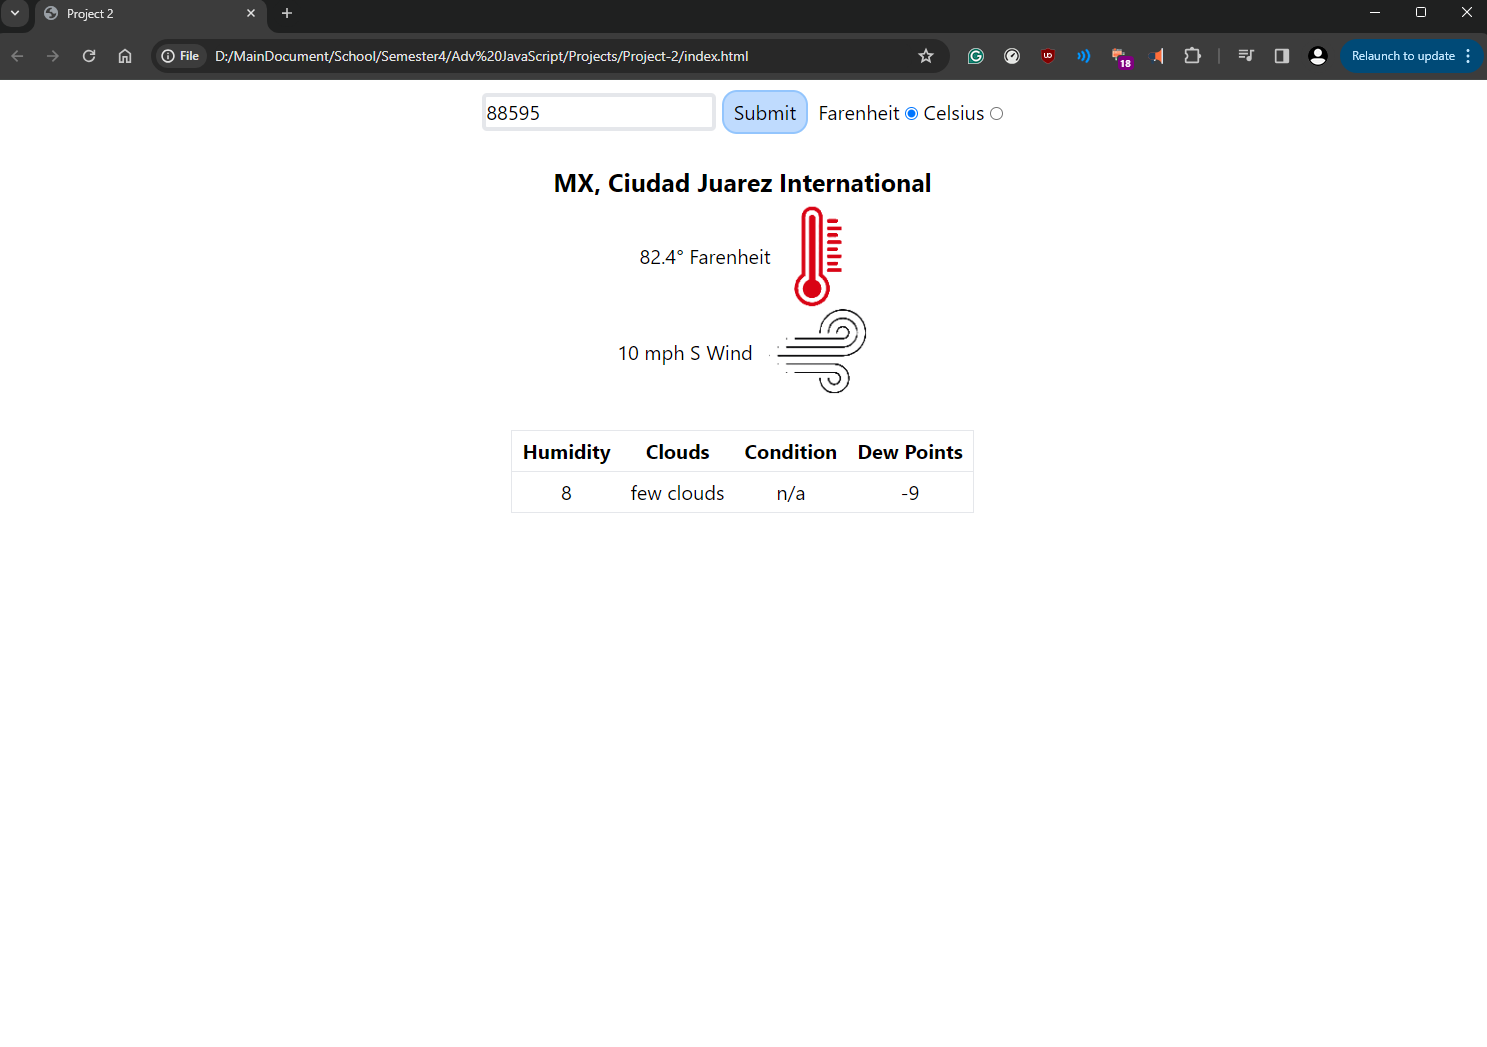 Project 2
File D:/MainDocument/School/Semester4/Adv%20JavaScript/Projects/Project-2/index.html UD 18 Relaunch to update
88595 Submit Farenheit Celsius
MX, Ciudad Juarez International
82.4° Farenheit
10 mph S Wind
Humidity Clouds Condition Dew Points
8 few clouds n/a -9